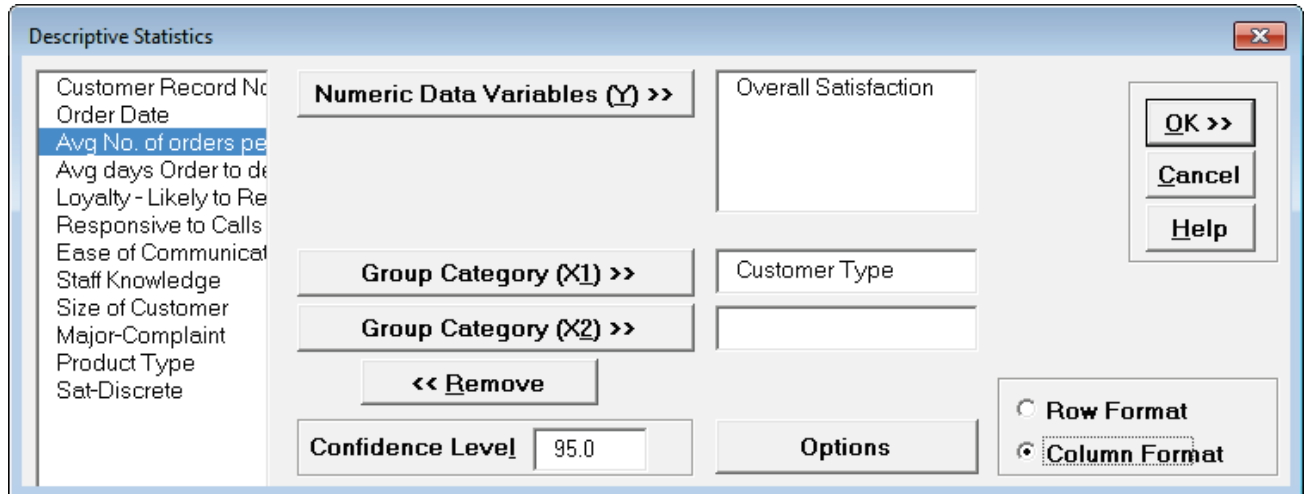 Descriptive Statistics
Customer Record No
Order Date
Avg No. of orders pe
Avg days Order to de
Loyalty - Likely to Re
Responsive to Calls
Ease of Communicat
Staff Knowledge
Size of Customer
Major-Complaint
Product Type
Sat-Discrete
Numeric Data Variables (Y) >>
Overall Satisfaction
Group Category (X1) >>
Customer Type
Group Category (X2) >>
<< Remove
Confidence Level
95.0
Options
OK >>
Cancel
Help
Row Format
Column Format